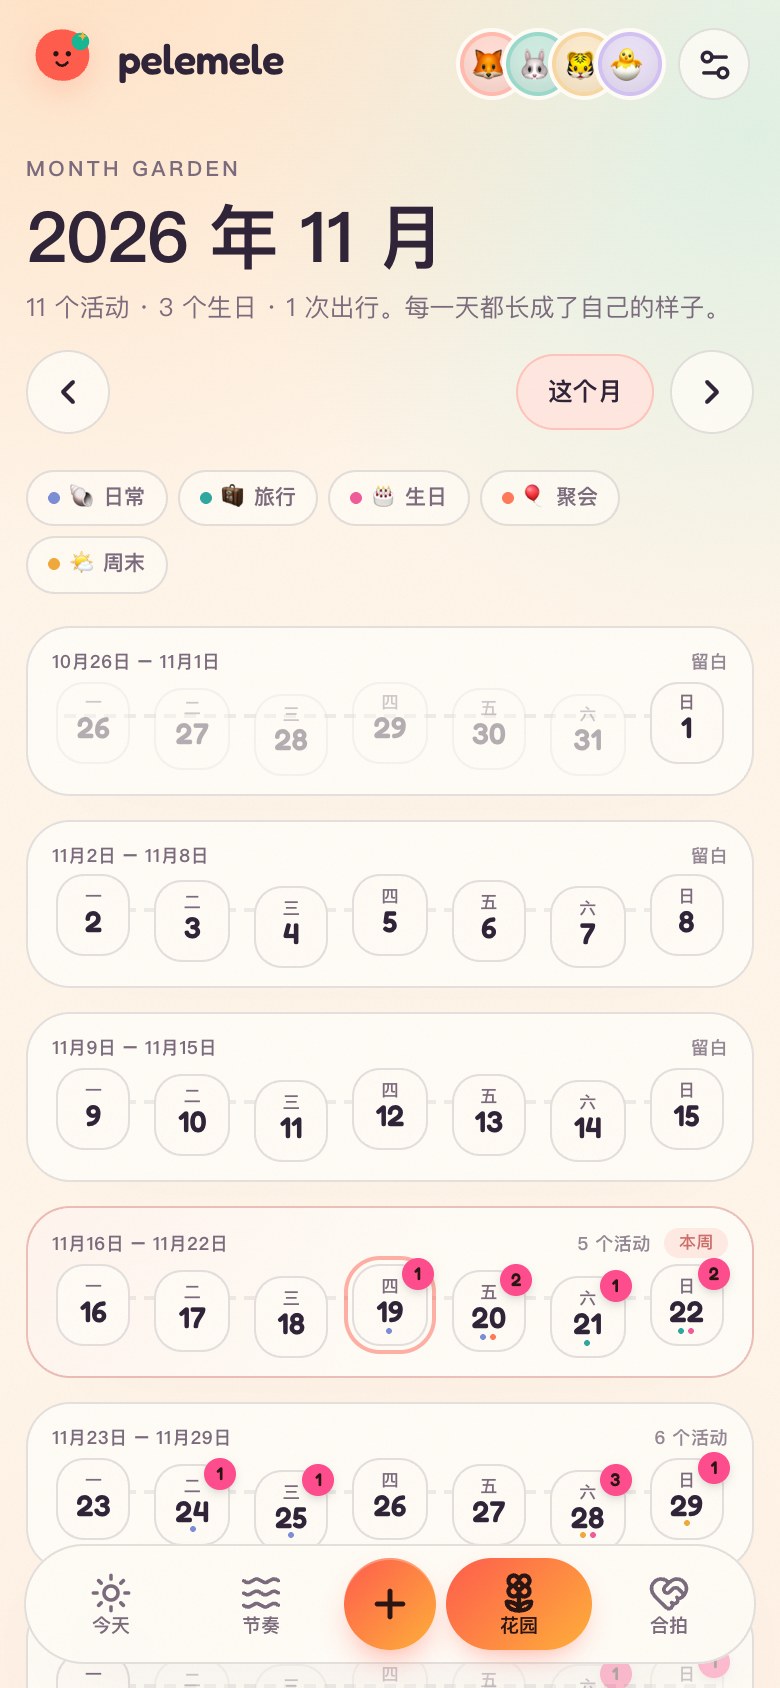 pelemele
MONTH GARDEN
2026 年 11 月
11 个活动 · 3 个生日 · 1 次出行。每一天都长成了自己的样子。
这个月
日常 旅行 生日 聚会
周末
10月26日 — 11月1日 留白
一 二 三 四 五 六 日
26 27 28 29 30 31 1
11月2日 — 11月8日 留白
一 二 三 四 五 六 日
2 3 4 5 6 7 8
11月9日 — 11月15日 留白
一 二 三 四 五 六 日
9 10 11 12 13 14 15
11月16日 — 11月22日 5 个活动 本周
1 2 1 2
一 二 三 四 五 六 日
16 17 18 19 20 21 22
11月23日 — 11月29日 6 个活动
1 1 3 1
一 二 三 四 五 六 日
23 24 25 26 27 28 29
今天 节奏 花园 合拍
一 二 三 四 五 六 日
1 1